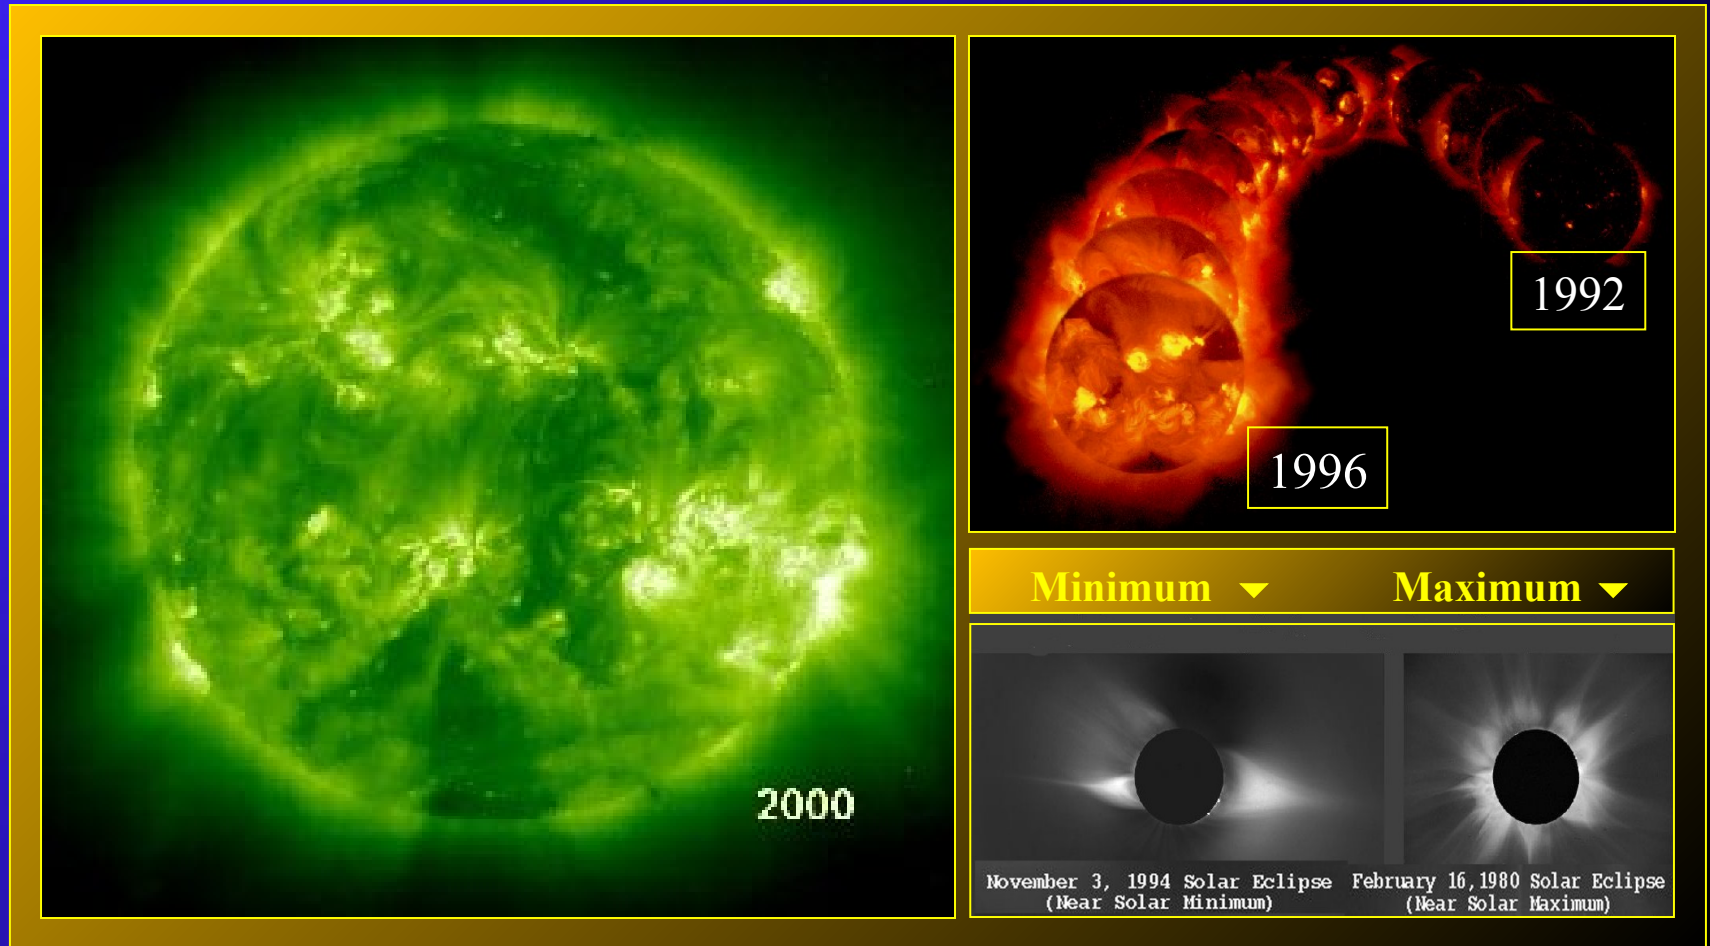 2000
1992
1996
Minimum Maximum
November 3, 1994 Solar Eclipse
(Near Solar Minimum)
February 16,1980 Solar Eclipse
(Near Solar Maximum)